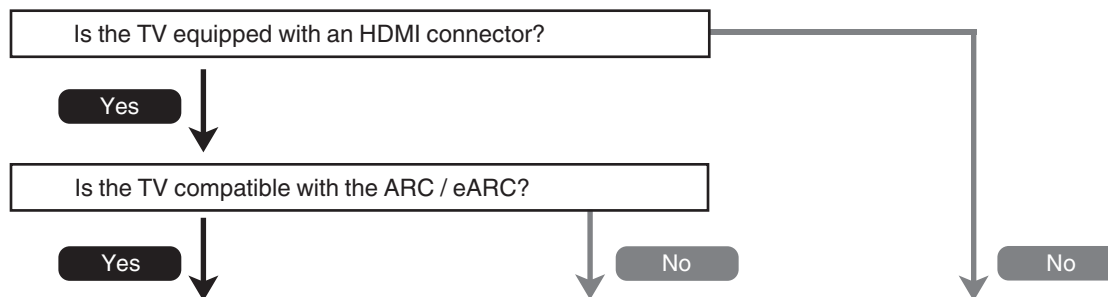 Is the TV equipped with an HDMI connector?
Yes
Is the TV compatible with the ARC / eARC?
Yes
No
No